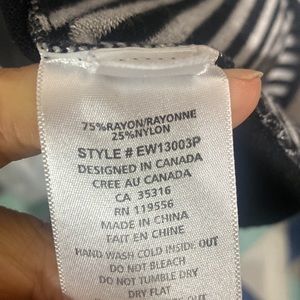 75%RAYON/RAYONNE
25%NYLON
STYLE # EW13003P
DESIGNED IN CANADA
CREE AU CANADA
CA 35316
RN 119556
MADE IN CHINA
FAIT EN CHINE
HAND WASH COLD INSIDE OUT
DO NOT BLEACH
DO NOT TUMBLE DRY
DRY FLAT